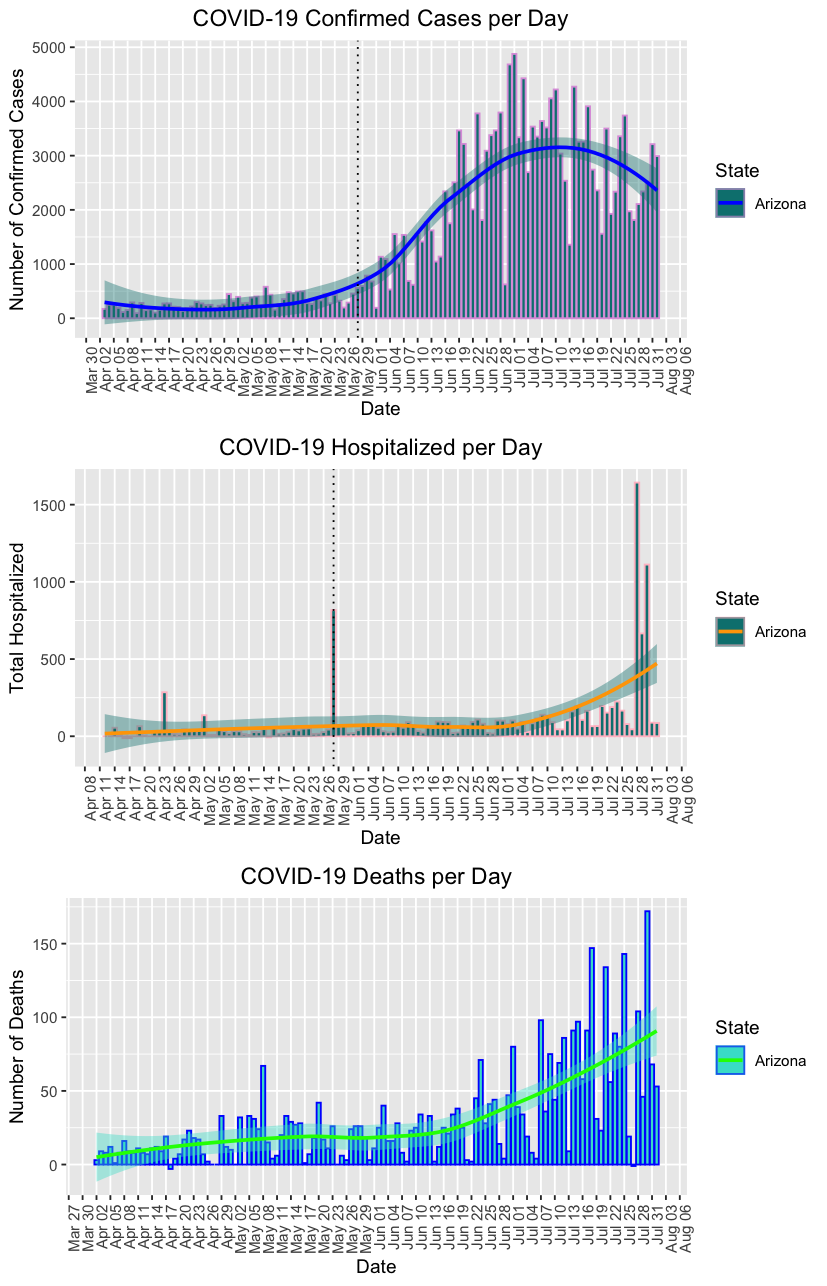 COVID-19 Confirmed Cases per Day
Number of Confirmed Cases
5000
4000
3000
2000
1000
0
Mar 30
Apr 02
Apr 05
Apr 08
Apr 11
Apr 14
Apr 17
Apr 20
Apr 23
Apr 26
Apr 29
May 02
May 05
May 08
May 11
May 14
May 17
May 20
May 23
May 26
May 29
Jun 01
Jun 04
Jun 07
Jun 10
Jun 13
Jun 16
Jun 19
Jun 22
Jun 25
Jun 28
Jul 01
Jul 04
Jul 07
Jul 10
Jul 13
Jul 16
Jul 19
Jul 22
Jul 25
Jul 28
Jul 31
Aug 03
Aug 06
Date
State
Arizona
COVID-19 Hospitalized per Day
Total Hospitalized
1500
1000
500
0
Apr 08
Apr 11
Apr 14
Apr 17
Apr 20
Apr 23
Apr 26
Apr 29
May 02
May 05
May 08
May 11
May 14
May 17
May 20
May 23
May 26
May 29
Jun 01
Jun 04
Jun 07
Jun 10
Jun 13
Jun 16
Jun 19
Jun 22
Jun 25
Jun 28
Jul 01
Jul 04
Jul 07
Jul 10
Jul 13
Jul 16
Jul 19
Jul 22
Jul 25
Jul 28
Jul 31
Aug 03
Aug 06
Date
State
Arizona
COVID-19 Deaths per Day
Number of Deaths
150
100
50
0
Mar 27
Mar 30
Apr 02
Apr 05
Apr 08
Apr 11
Apr 14
Apr 17
Apr 20
Apr 23
Apr 26
Apr 29
May 02
May 05
May 08
May 11
May 14
May 17
May 20
May 23
May 26
May 29
Jun 01
Jun 04
Jun 07
Jun 10
Jun 13
Jun 16
Jun 19
Jun 22
Jun 25
Jun 28
Jul 01
Jul 04
Jul 07
Jul 10
Jul 13
Jul 16
Jul 19
Jul 22
Jul 25
Jul 28
Jul 31
Aug 03
Aug 06
Date
State
Arizona